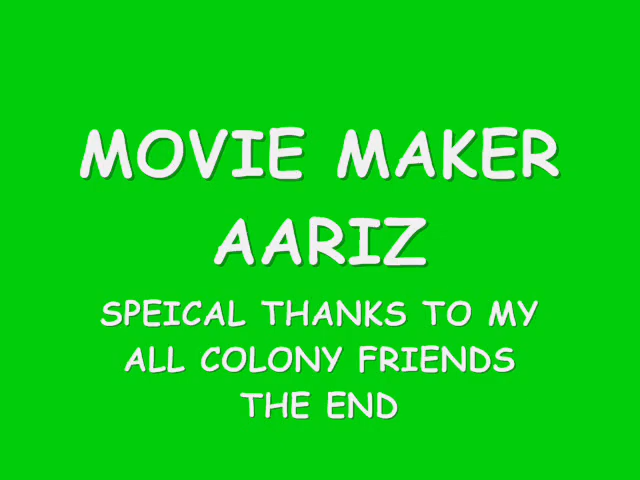 MOVIE MAKER
AARIZ
SPEICAL THANKS TO MY
ALL COLONY FRIENDS
THE END